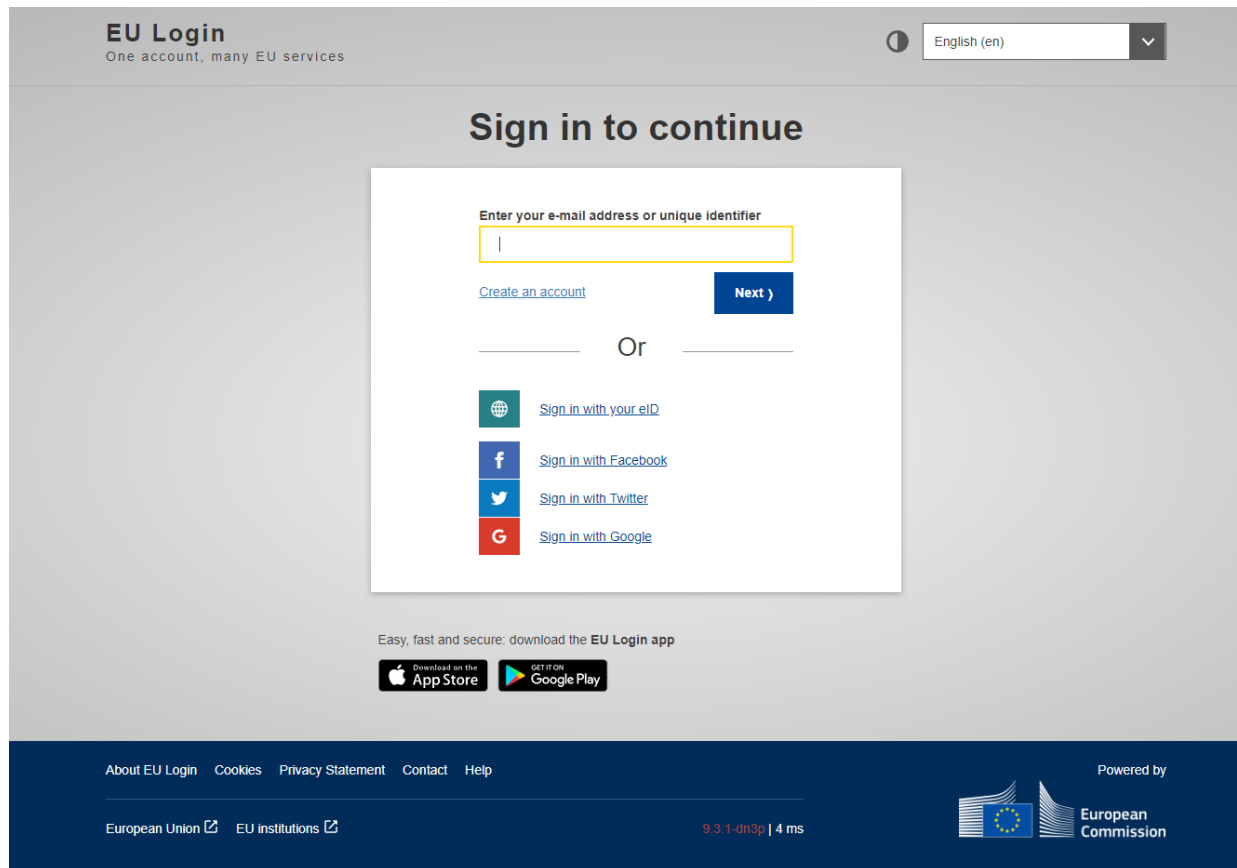 EU Login
One account, many EU services
English (en)
Sign in to continue
Enter your e-mail address or unique identifier
Create an account
Next ⟩
Or
Sign in with your eID
f
Sign in with Facebook
Sign in with Twitter
G
Sign in with Google
Easy, fast and secure: download the EU Login app
Download on the
App Store
GET IT ON
Google Play
About EU Login Cookies Privacy Statement Contact Help
Powered by
European Union EU institutions
9.3.1-dn3p | 4 ms
European
Commission